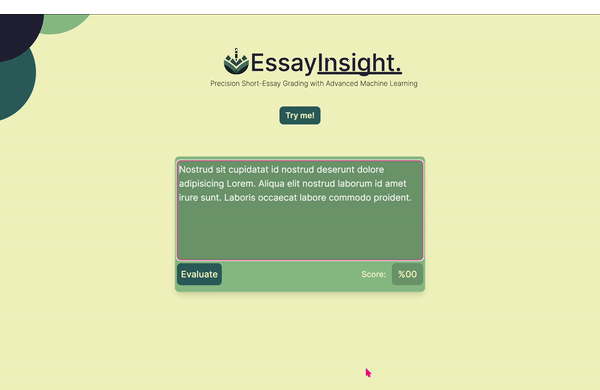 EssayInsight.
Precision Short-Essay Grading with Advanced Machine Learning
Try me!
Nostrud sit cupidatat id nostrud deserunt dolore
adipisicing Lorem. Aliqua elit nostrud laborum id amet
irure sunt. Laboris occaecat labore commodo proident.
Evaluate
Score:
%00